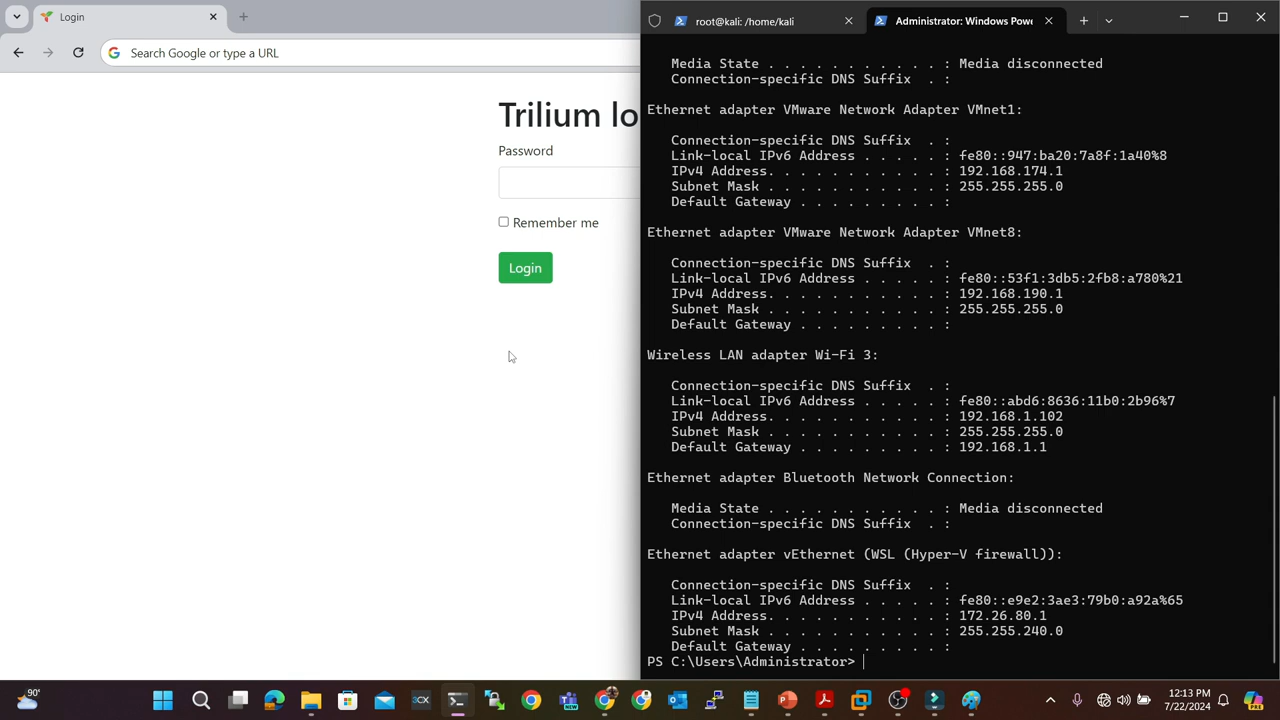 Login
Search Google or type a URL
Trilium lo
Password
Remember me
Login
root@kali: /home/kali
Administrator: Windows Powe
Media State . . . . . . . . . . . : Media disconnected
Connection-specific DNS Suffix  . :
Ethernet adapter VMware Network Adapter VMnet1:
Connection-specific DNS Suffix  . :
Link-local IPv6 Address . . . . . : fe80::947:ba20:7a8f:1a40%8
IPv4 Address. . . . . . . . . . . : 192.168.174.1
Subnet Mask . . . . . . . . . . . : 255.255.255.0
Default Gateway . . . . . . . . . :
Ethernet adapter VMware Network Adapter VMnet8:
Connection-specific DNS Suffix  . :
Link-local IPv6 Address . . . . . : fe80::53f1:3db5:2fb8:a780%21
IPv4 Address. . . . . . . . . . . : 192.168.190.1
Subnet Mask . . . . . . . . . . . : 255.255.255.0
Default Gateway . . . . . . . . . :
Wireless LAN adapter Wi-Fi 3:
Connection-specific DNS Suffix  . :
Link-local IPv6 Address . . . . . : fe80::abd6:8636:11b0:2b96%7
IPv4 Address. . . . . . . . . . . : 192.168.1.102
Subnet Mask . . . . . . . . . . . : 255.255.255.0
Default Gateway . . . . . . . . . : 192.168.1.1
Ethernet adapter Bluetooth Network Connection:
Media State . . . . . . . . . . . : Media disconnected
Connection-specific DNS Suffix  . :
Ethernet adapter vEthernet (WSL (Hyper-V firewall)):
Connection-specific DNS Suffix  . :
Link-local IPv6 Address . . . . . : fe80::e9e2:3ae3:79b0:a92a%65
IPv4 Address. . . . . . . . . . . : 172.26.80.1
Subnet Mask . . . . . . . . . . . : 255.255.240.0
Default Gateway . . . . . . . . . :
PS C:\Users\Administrator>
90°
12:13 PM
7/22/2024